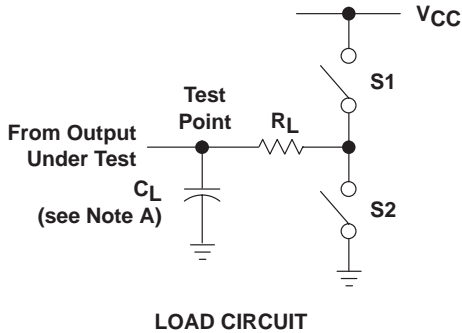 VCC
S1
Test
Point
RL
From Output
Under Test
CL
(see Note A)
S2
LOAD CIRCUIT